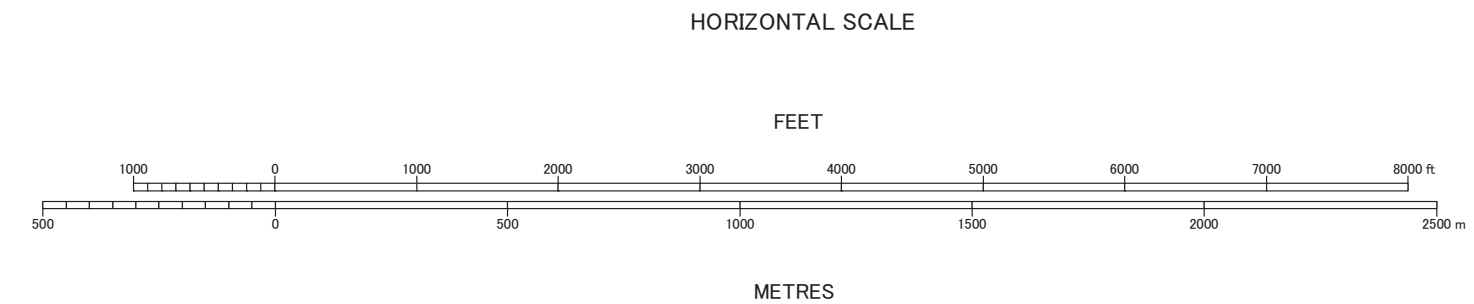 HORIZONTAL SCALE
FEET
1000 0 1000 2000 3000 4000 5000 6000 7000 8000 ft
500 0 500 1000 1500 2000 2500 m
METRES